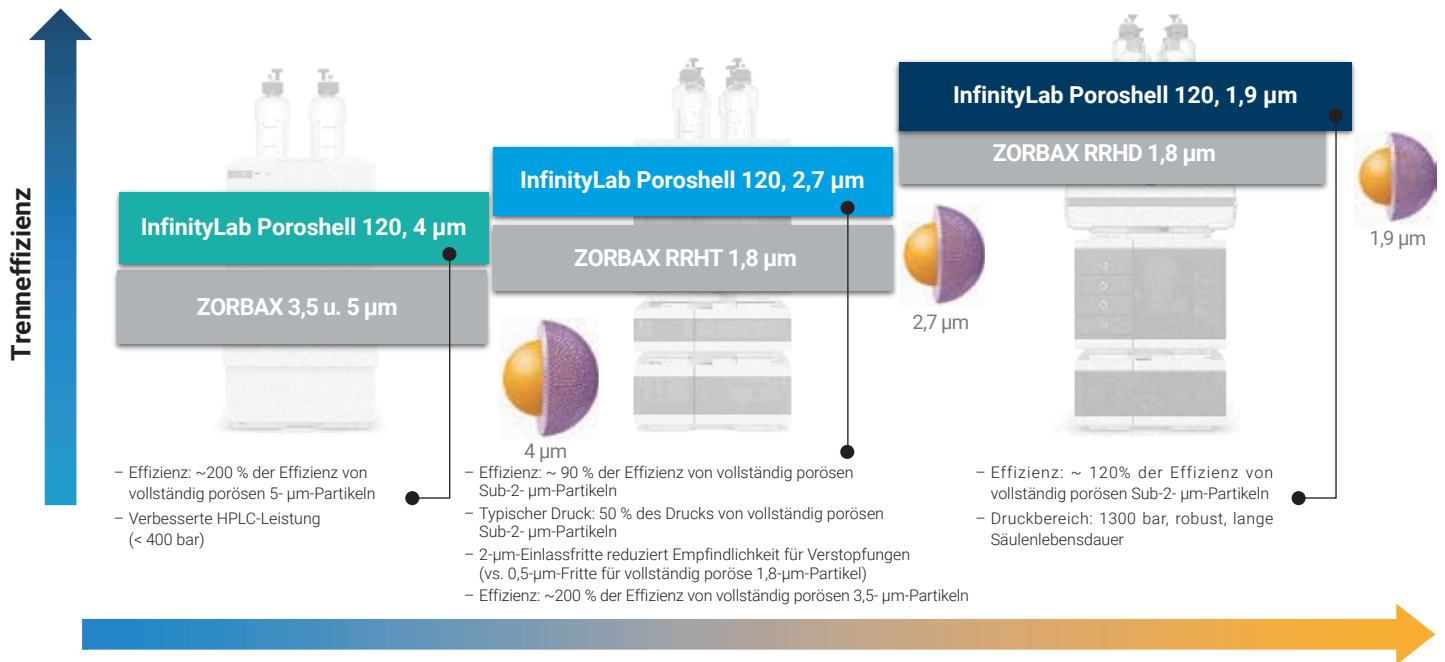 Trenneffizienz
InfinityLab Poroshell 120, 4 µm
ZORBAX 3,5 u. 5 µm
4 µm
– Effizienz: ~200 % der Effizienz von
vollständig porösen 5- µm-Partikeln
– Verbesserte HPLC-Leistung
(< 400 bar)
InfinityLab Poroshell 120, 2,7 µm
ZORBAX RRHT 1,8 µm
2,7 µm
– Effizienz: ~ 90 % der Effizienz von vollständig porösen
Sub-2- µm-Partikeln
– Typischer Druck: 50 % des Drucks von vollständig porösen
Sub-2- µm-Partikeln
– 2-µm-Einlassfritte reduziert Empfindlichkeit für Verstopfungen
(vs. 0,5-µm-Fritte für vollständig poröse 1,8-µm-Partikel)
– Effizienz: ~200 % der Effizienz von vollständig porösen 3,5- µm-Partikeln
InfinityLab Poroshell 120, 1,9 µm
ZORBAX RRHD 1,8 µm
1,9 µm
– Effizienz: ~ 120% der Effizienz von
vollständig porösen Sub-2- µm-Partikeln
– Druckbereich: 1300 bar, robust, lange
Säulenlebensdauer